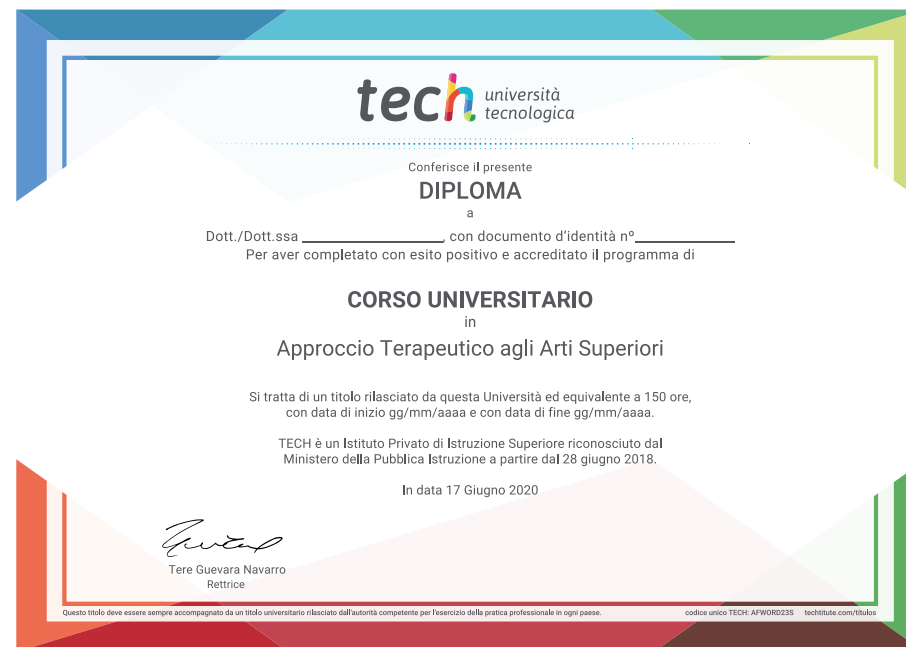 tech università
tecnologica
Conferisce il presente
DIPLOMA
a
Dott./Dott.ssa ____________________, con documento d'identità nº______________
Per aver completato con esito positivo e accreditato il programma di
CORSO UNIVERSITARIO
in
Approccio Terapeutico agli Arti Superiori
Si tratta di un titolo rilasciato da questa Università ed equivalente a 150 ore,
con data di inizio gg/mm/aaaa e con data di fine gg/mm/aaaa.
TECH è un Istituto Privato di Istruzione Superiore riconosciuto dal
Ministero della Pubblica Istruzione a partire dal 28 giugno 2018.
In data 17 Giugno 2020
Tere Guevara Navarro
Rettrice
Questo titolo deve essere sempre accompagnato da un titolo universitario rilasciato dall'autorità competente per l'esercizio della pratica professionale in ogni paese. codice unico TECH: AFWORD23S techtitute.com/títulos